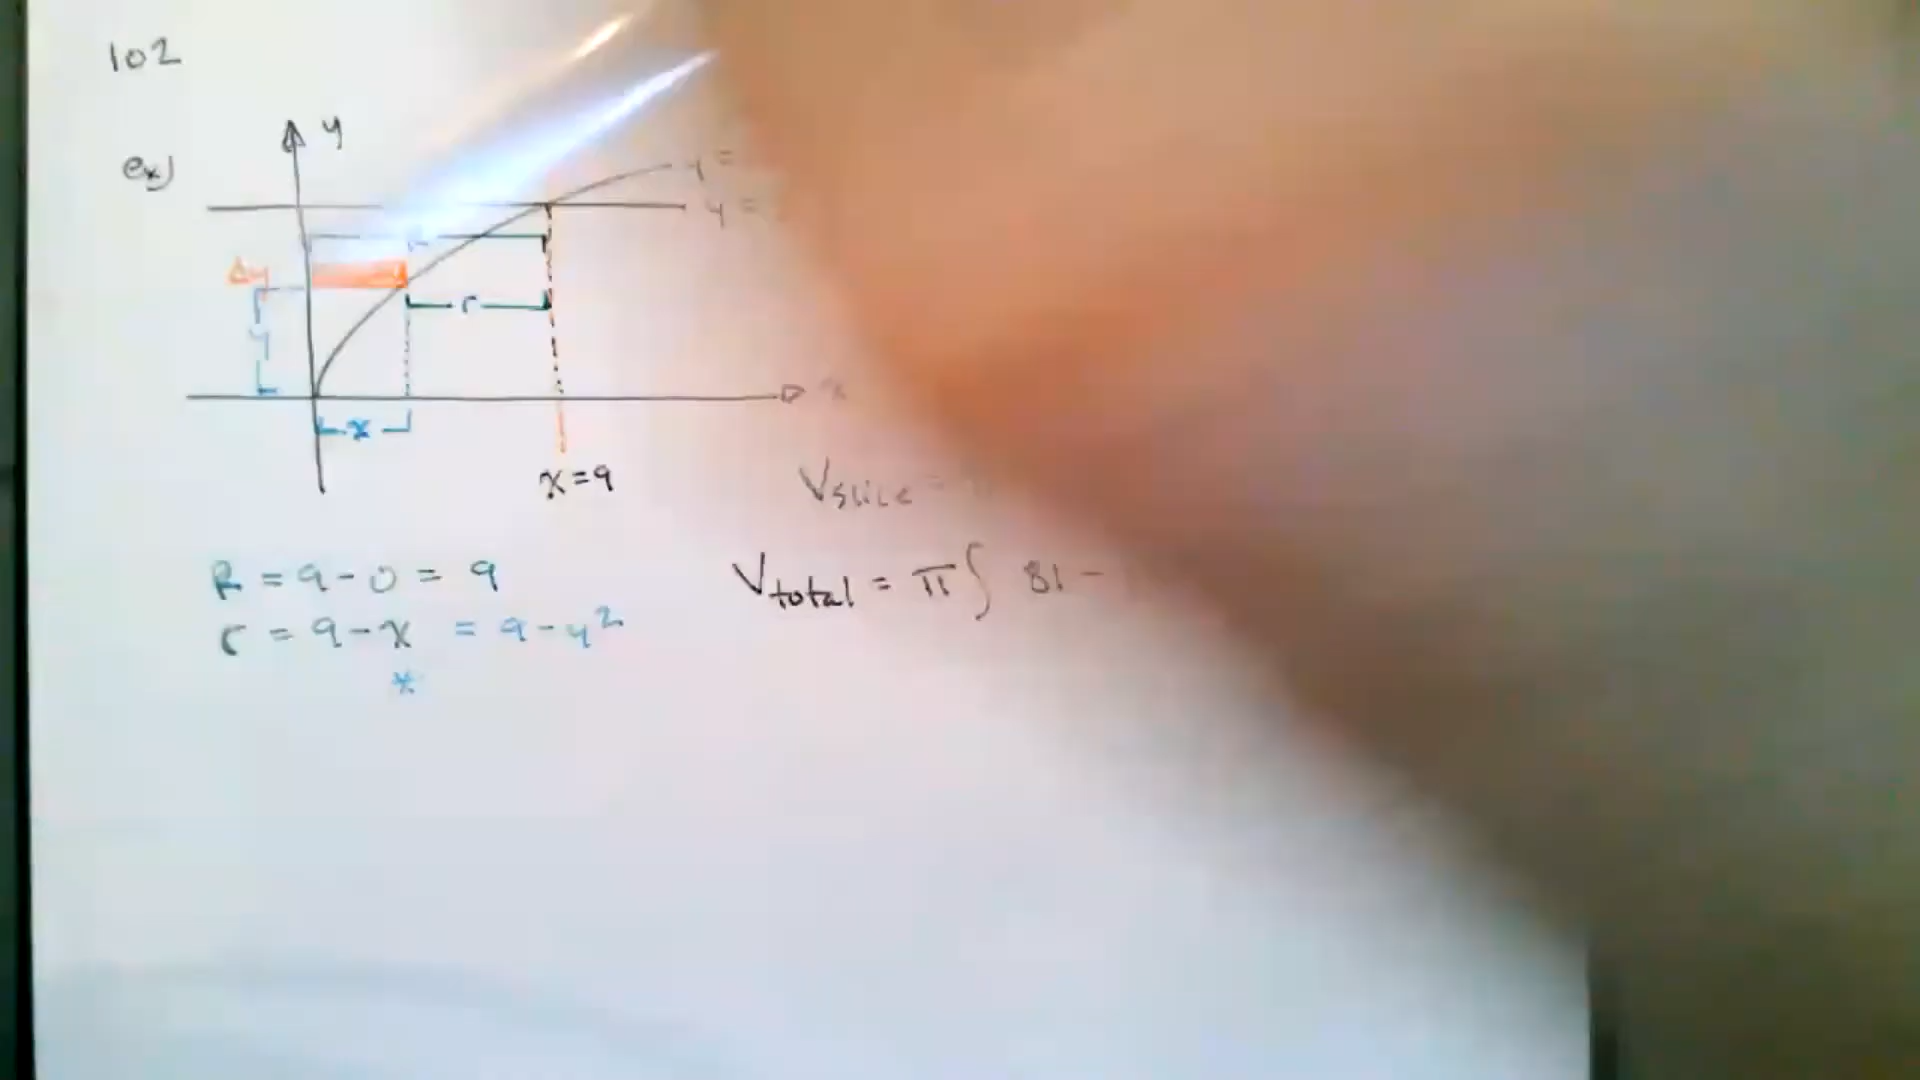 102
y
ex)
y =
y =
R
Δy
r
y
x
x
x = 9
Vslice =
R = 9 - 0 = 9
Vtotal = π∫ 81 -
r = 9 - x = 9 - y²
*